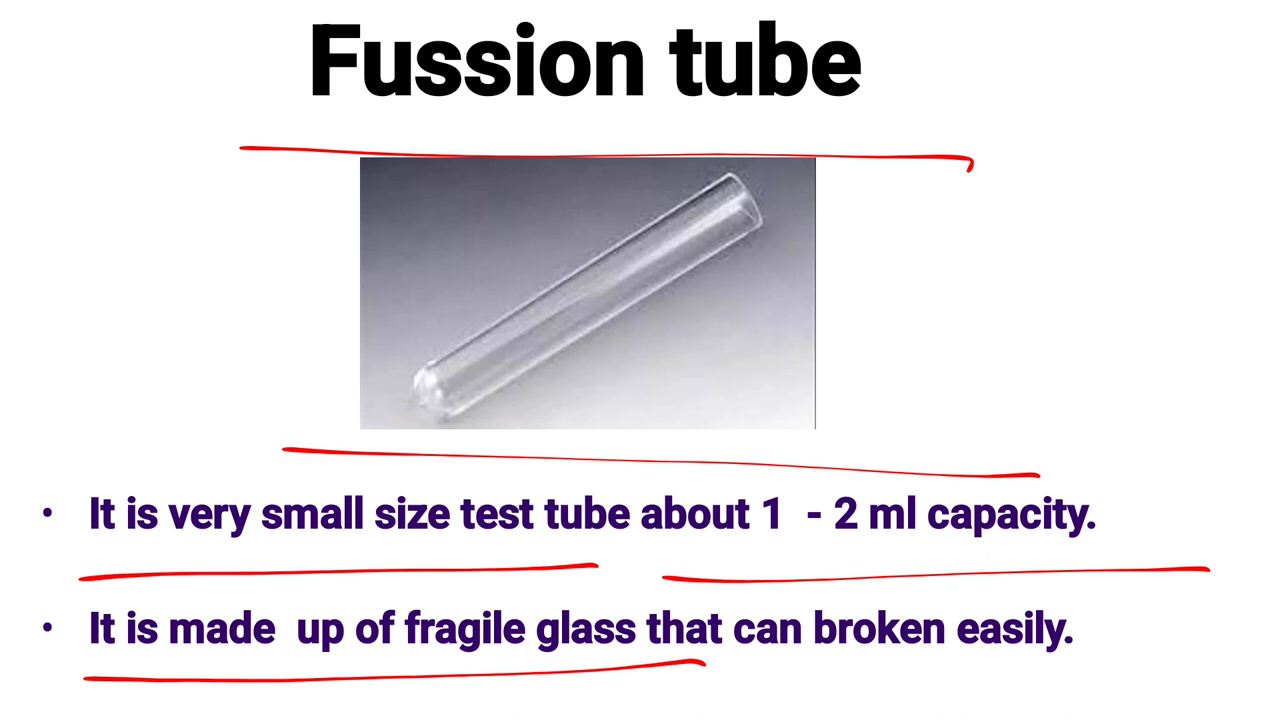 Fussion tube
• It is very small size test tube about 1 - 2 ml capacity.
• It is made up of fragile glass that can broken easily.